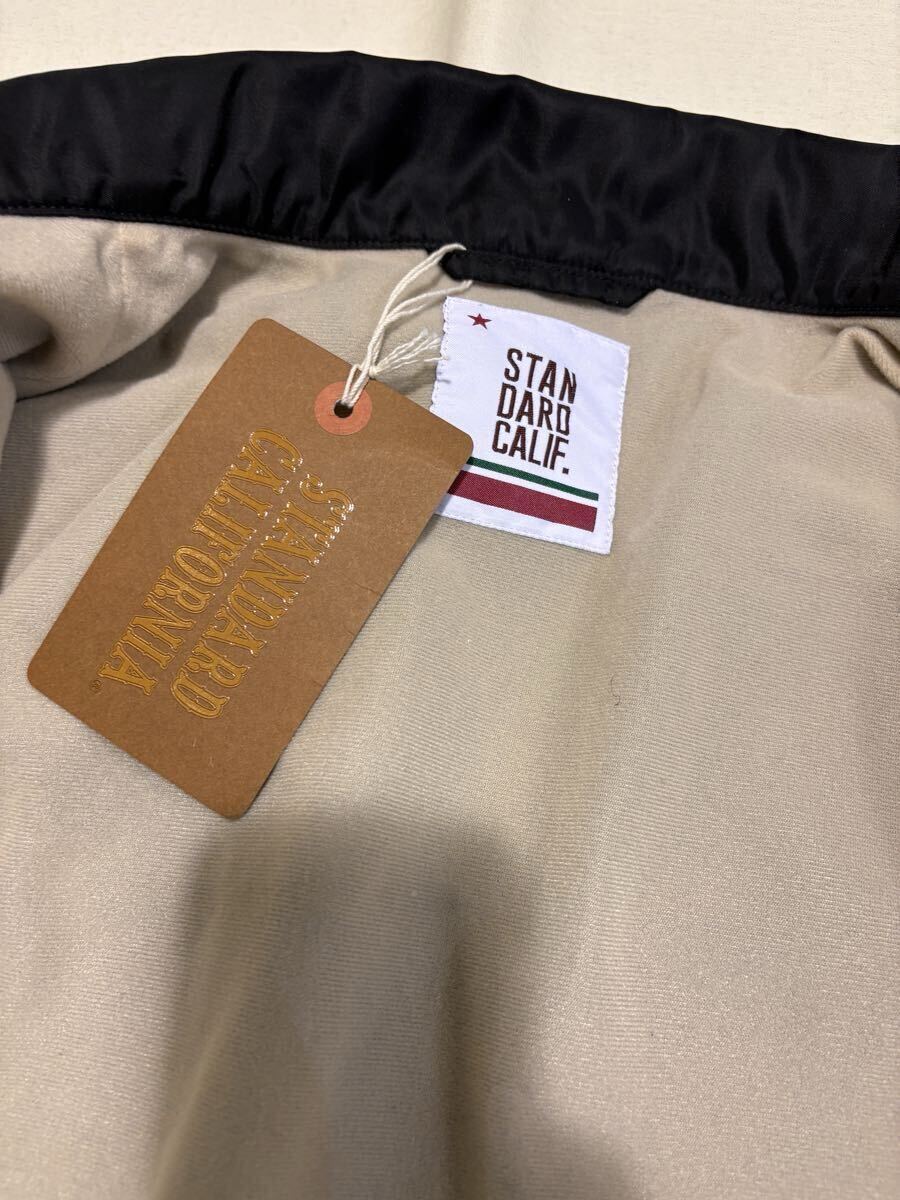 STANDARD
CALIFORNIA
®
STAN
DARD
CALIF.